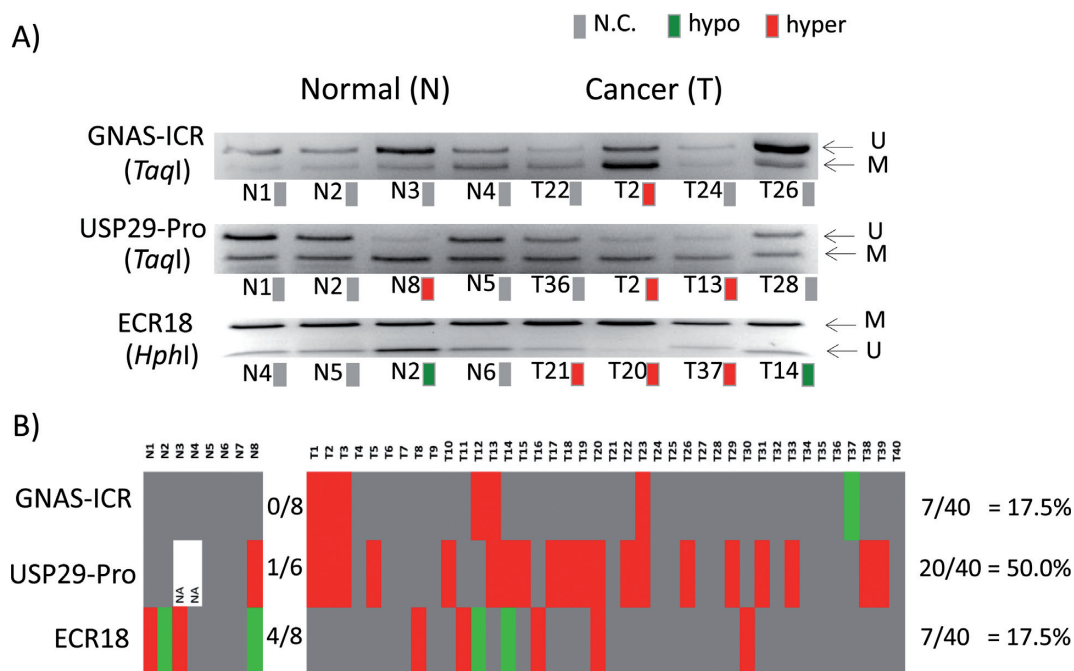 N.C. hypo hyper
A)
Normal (N) Cancer (T)
GNAS-ICR
(TaqI)
U
M
N1 N2 N3 N4 T22 T2 T24 T26
USP29-Pro
(TaqI)
U
M
N1 N2 N8 N5 T36 T2 T13 T28
ECR18
(HphI)
M
U
N4 N5 N2 N6 T21 T20 T37 T14
B)
N1 N2 N3 N4 N5 N6 N7 N8 T1 T2 T3 T4 T5 T6 T7 T8 T9 T10 T11 T12 T13 T14 T15 T16 T17 T18 T19 T20 T21 T22 T23 T24 T25 T26 T27 T28 T29 T30 T31 T32 T33 T34 T35 T36 T37 T38 T39 T40
GNAS-ICR 0/8 7/40 = 17.5%
USP29-Pro NA NA 1/6 20/40 = 50.0%
ECR18 4/8 7/40 = 17.5%